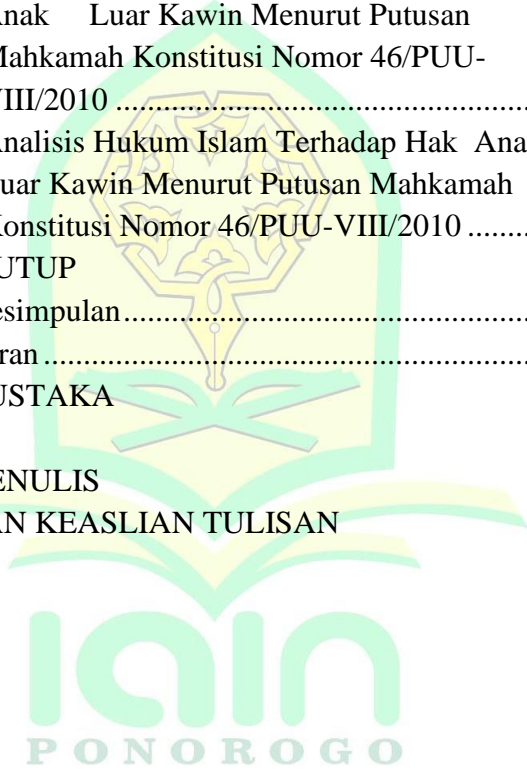 Anak Luar Kawin Menurut Putusan
Mahkamah Konstitusi Nomor 46/PUU-
VIII/2010 ........................................................
Analisis Hukum Islam Terhadap Hak Ana
Luar Kawin Menurut Putusan Mahkamah
Konstitusi Nomor 46/PUU-VIII/2010 .........
UTUP
esimpulan........................................................
ran ...................................................................
USTAKA
ENULIS
AN KEASLIAN TULISAN
iain
PONOROGO